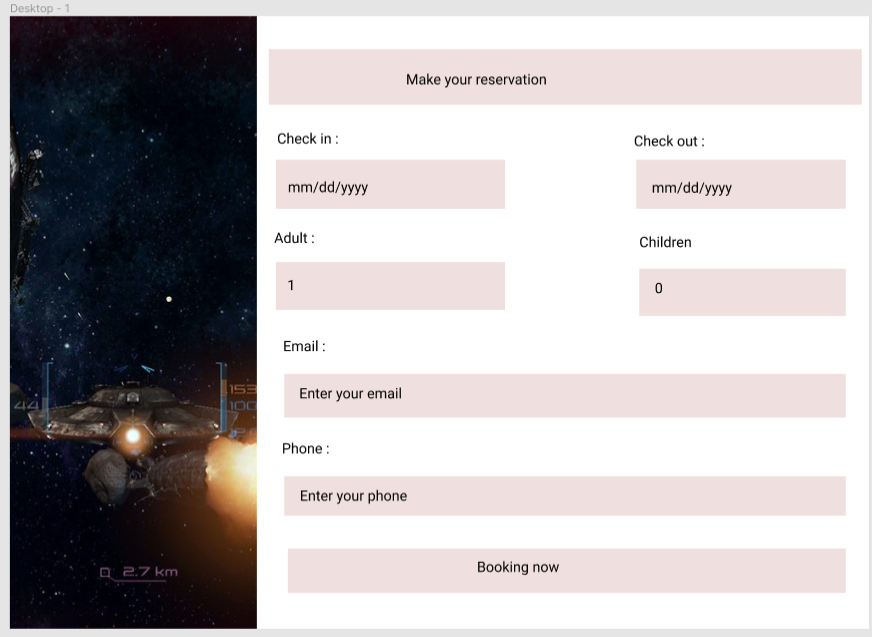 Desktop - 1
Make your reservation
Check in :
Check out :
mm/dd/yyyy
mm/dd/yyyy
Adult :
Children
1
0
Email :
Enter your email
Phone :
Enter your phone
Booking now
153
44
100
2.7 km